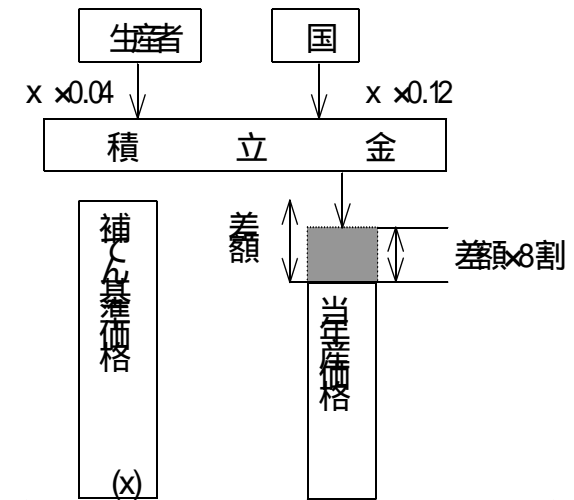 生産者
国
x ×0.04
x ×0.12
積 立 金
補てん基準価格
(x)
差額
差額×8割
当年産価格